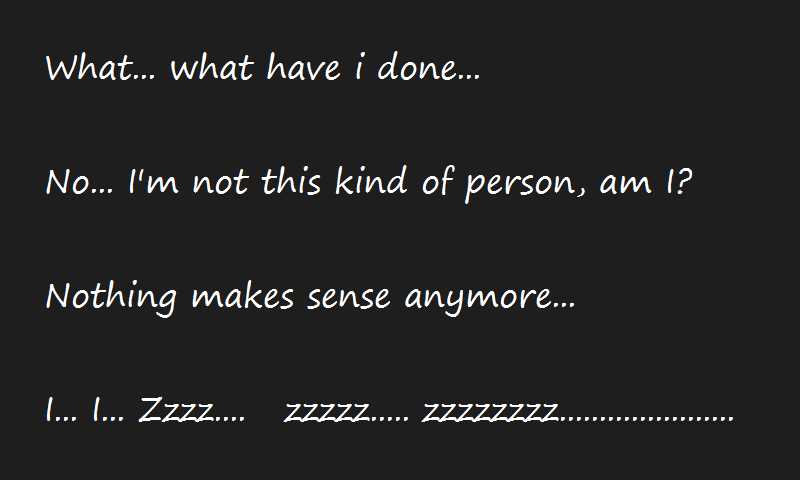 What... what have i done...
No... I'm not this kind of person, am I?
Nothing makes sense anymore...
I... I... Zzzz.... zzzzz..... zzzzzzzz......................